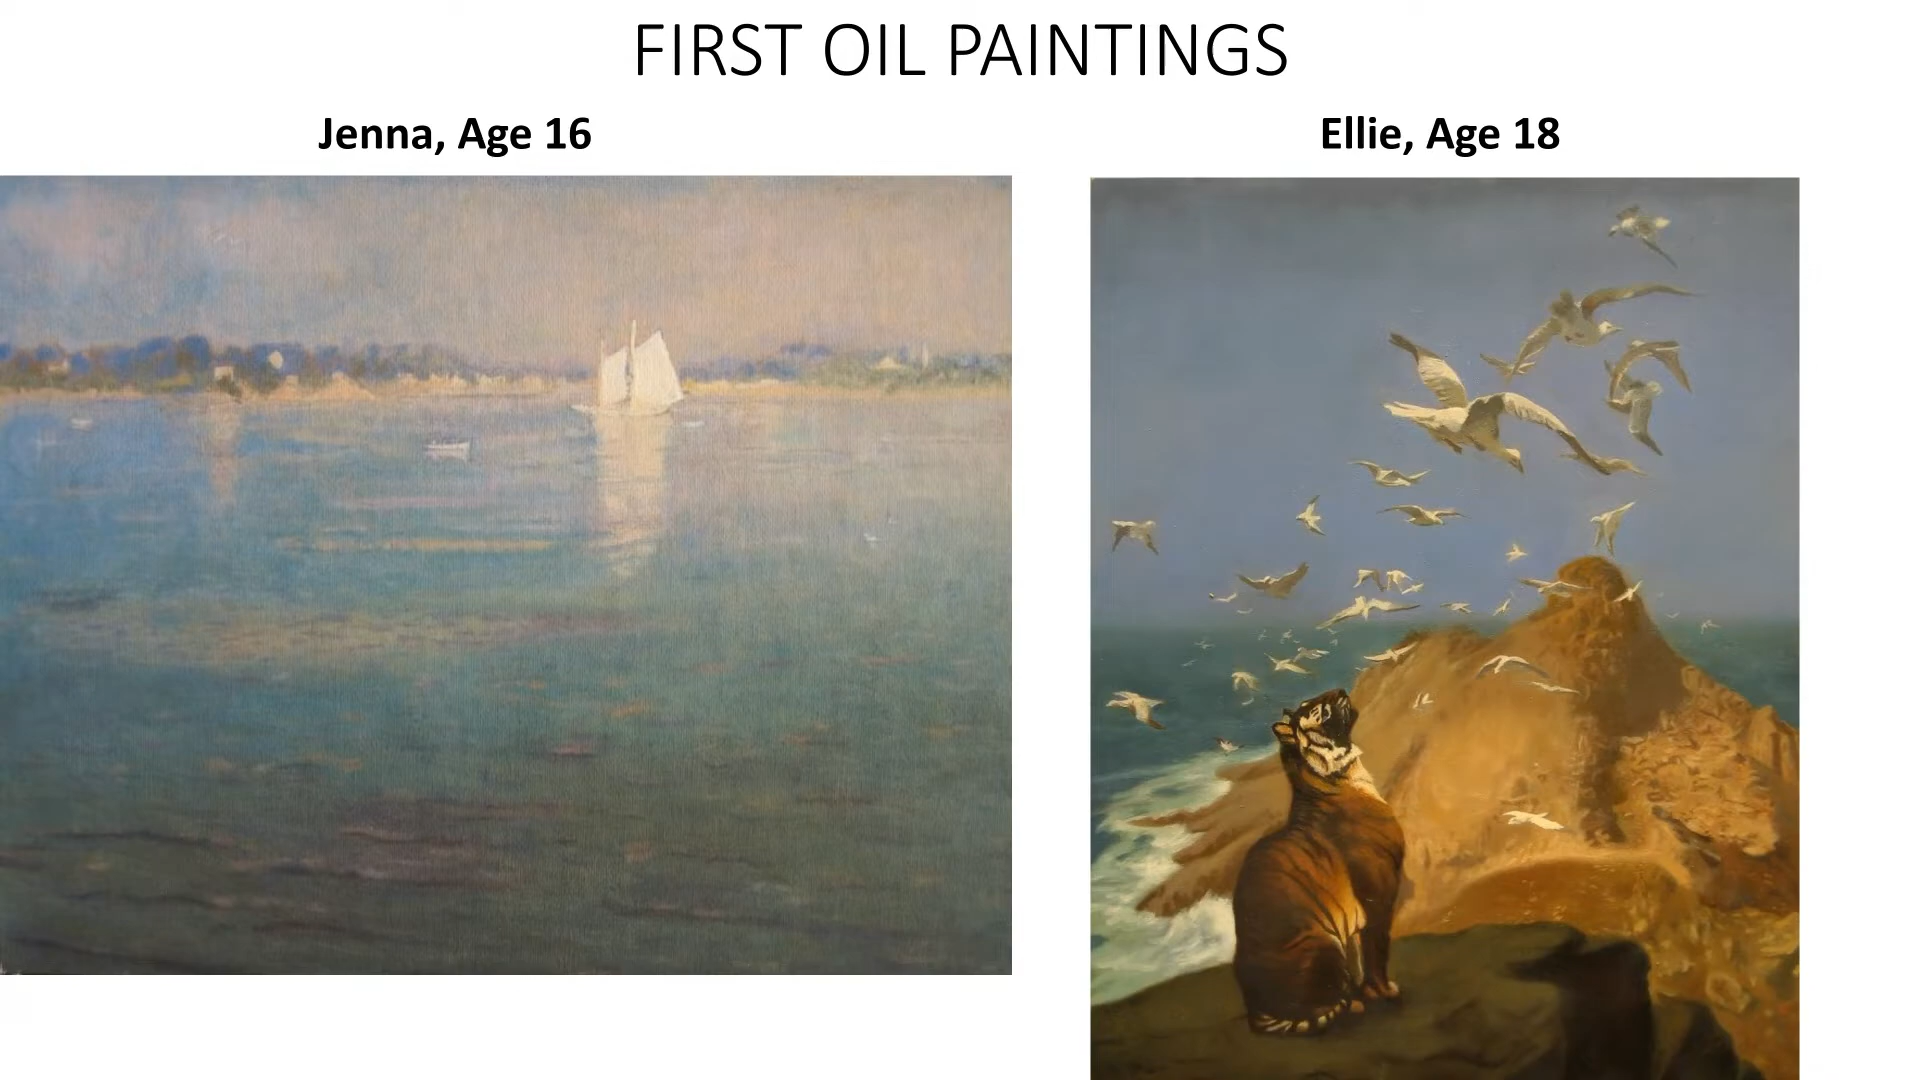 FIRST OIL PAINTINGS
Jenna, Age 16
Ellie, Age 18